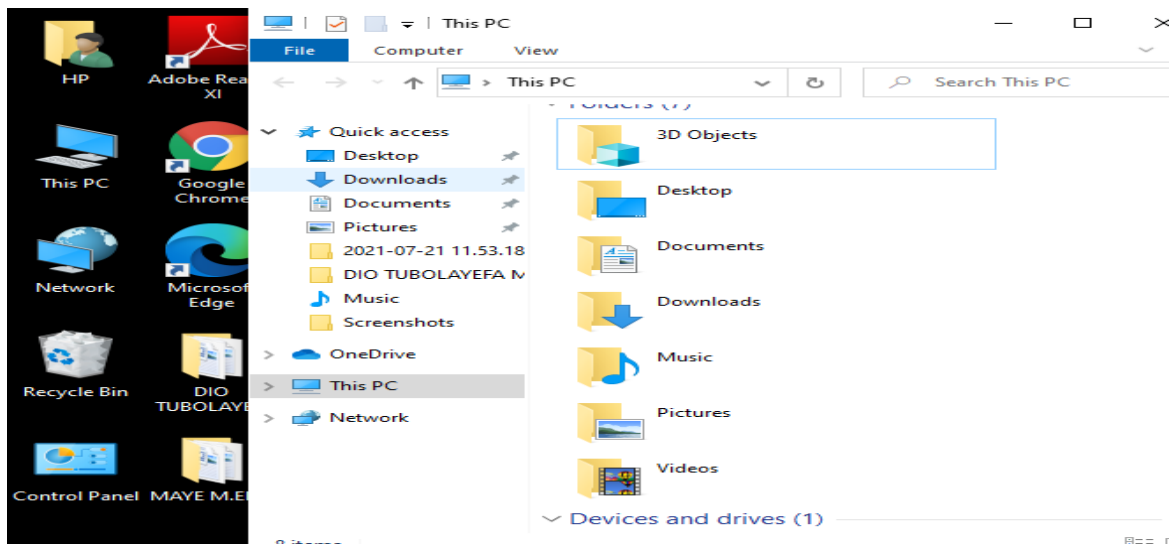 HP
Adobe Rea
XI
This PC
Google
Chrome
Network
Microsof
Edge
Recycle Bin
DIO
TUBOLAYE
Control Panel
MAYE M.EI
This PC
File
Computer
View
This PC
Search This PC
Quick access
Desktop
Downloads
Documents
Pictures
2021-07-21 11.53.18
DIO TUBOLAYEFA M
Music
Screenshots
OneDrive
This PC
Network
Folders (7)
3D Objects
Desktop
Documents
Downloads
Music
Pictures
Videos
Devices and drives (1)
8 items